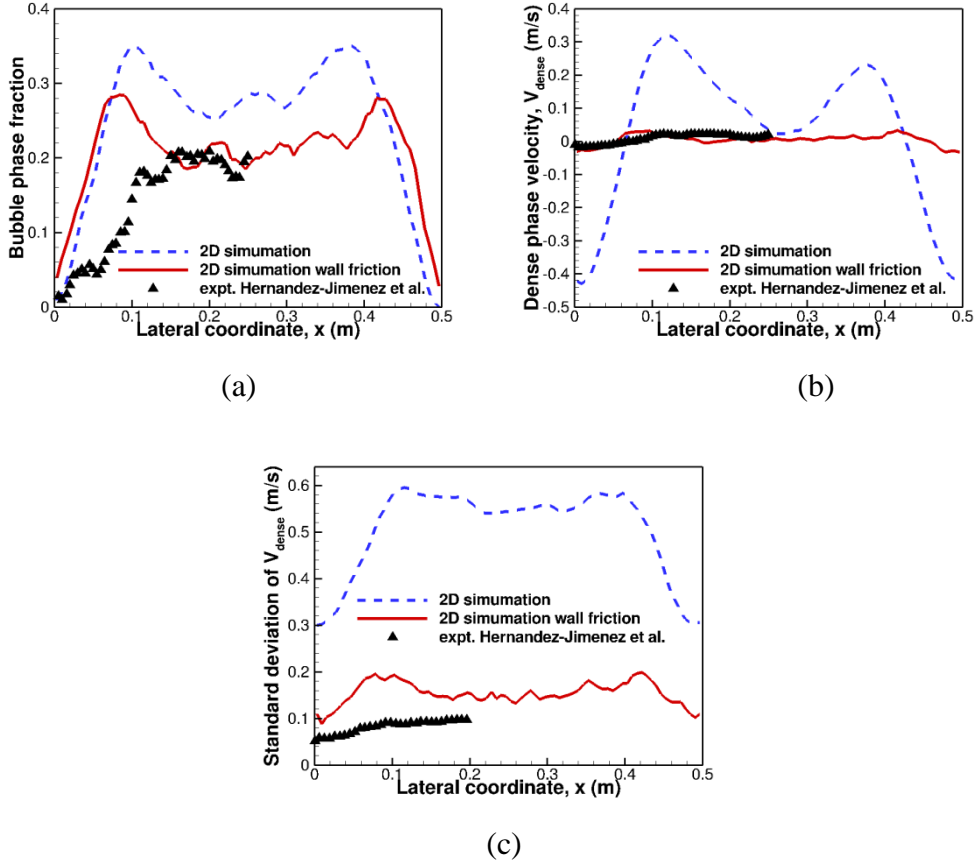 0.4
0.3
0.2
0.1
0
Bubble phase fraction
2D simumation
2D simumation wall friction
expt. Hernandez-Jimenez et al.
0 0.1 0.2 0.3 0.4 0.5
Lateral coordinate, x (m)
(a)
0.4
0.3
0.2
0.1
0
-0.1
-0.2
-0.3
-0.4
-0.5
Dense phase velocity, Vdense (m/s)
2D simumation
2D simumation wall friction
expt. Hernandez-Jimenez et al.
0 0.1 0.2 0.3 0.4 0.5
Lateral coordinate, x (m)
(b)
0.6
0.5
0.4
0.3
0.2
0.1
0
Standard deviation of Vdense (m/s)
2D simumation
2D simumation wall friction
expt. Hernandez-Jimenez et al.
0 0.1 0.2 0.3 0.4 0.5
Lateral coordinate, x (m)
(c)